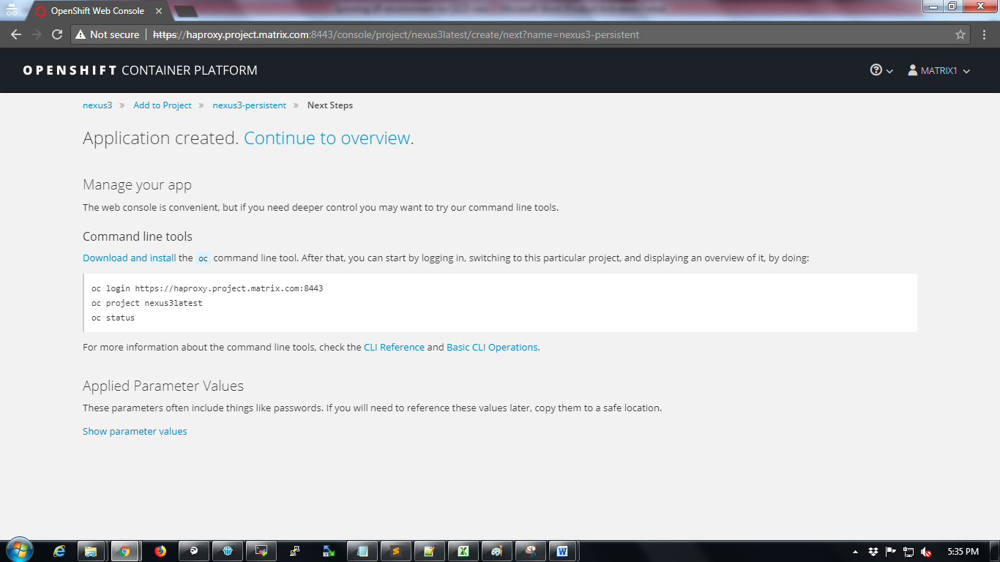 OpenShift Web Console
Not secure
https://haproxy.project.matrix.com:8443/console/project/nexus3latest/create/next?name=nexus3-persistent
OPENSHIFT CONTAINER PLATFORM
MATRIX1
nexus3 » Add to Project » nexus3-persistent » Next Steps
Application created. Continue to overview.
Manage your app
The web console is convenient, but if you need deeper control you may want to try our command line tools.
Command line tools
Download and install the oc command line tool. After that, you can start by logging in, switching to this particular project, and displaying an overview of it, by doing:
oc login https://haproxy.project.matrix.com:8443
oc project nexus3latest
oc status
For more information about the command line tools, check the CLI Reference and Basic CLI Operations.
Applied Parameter Values
These parameters often include things like passwords. If you will need to reference these values later, copy them to a safe location.
Show parameter values
5:35 PM